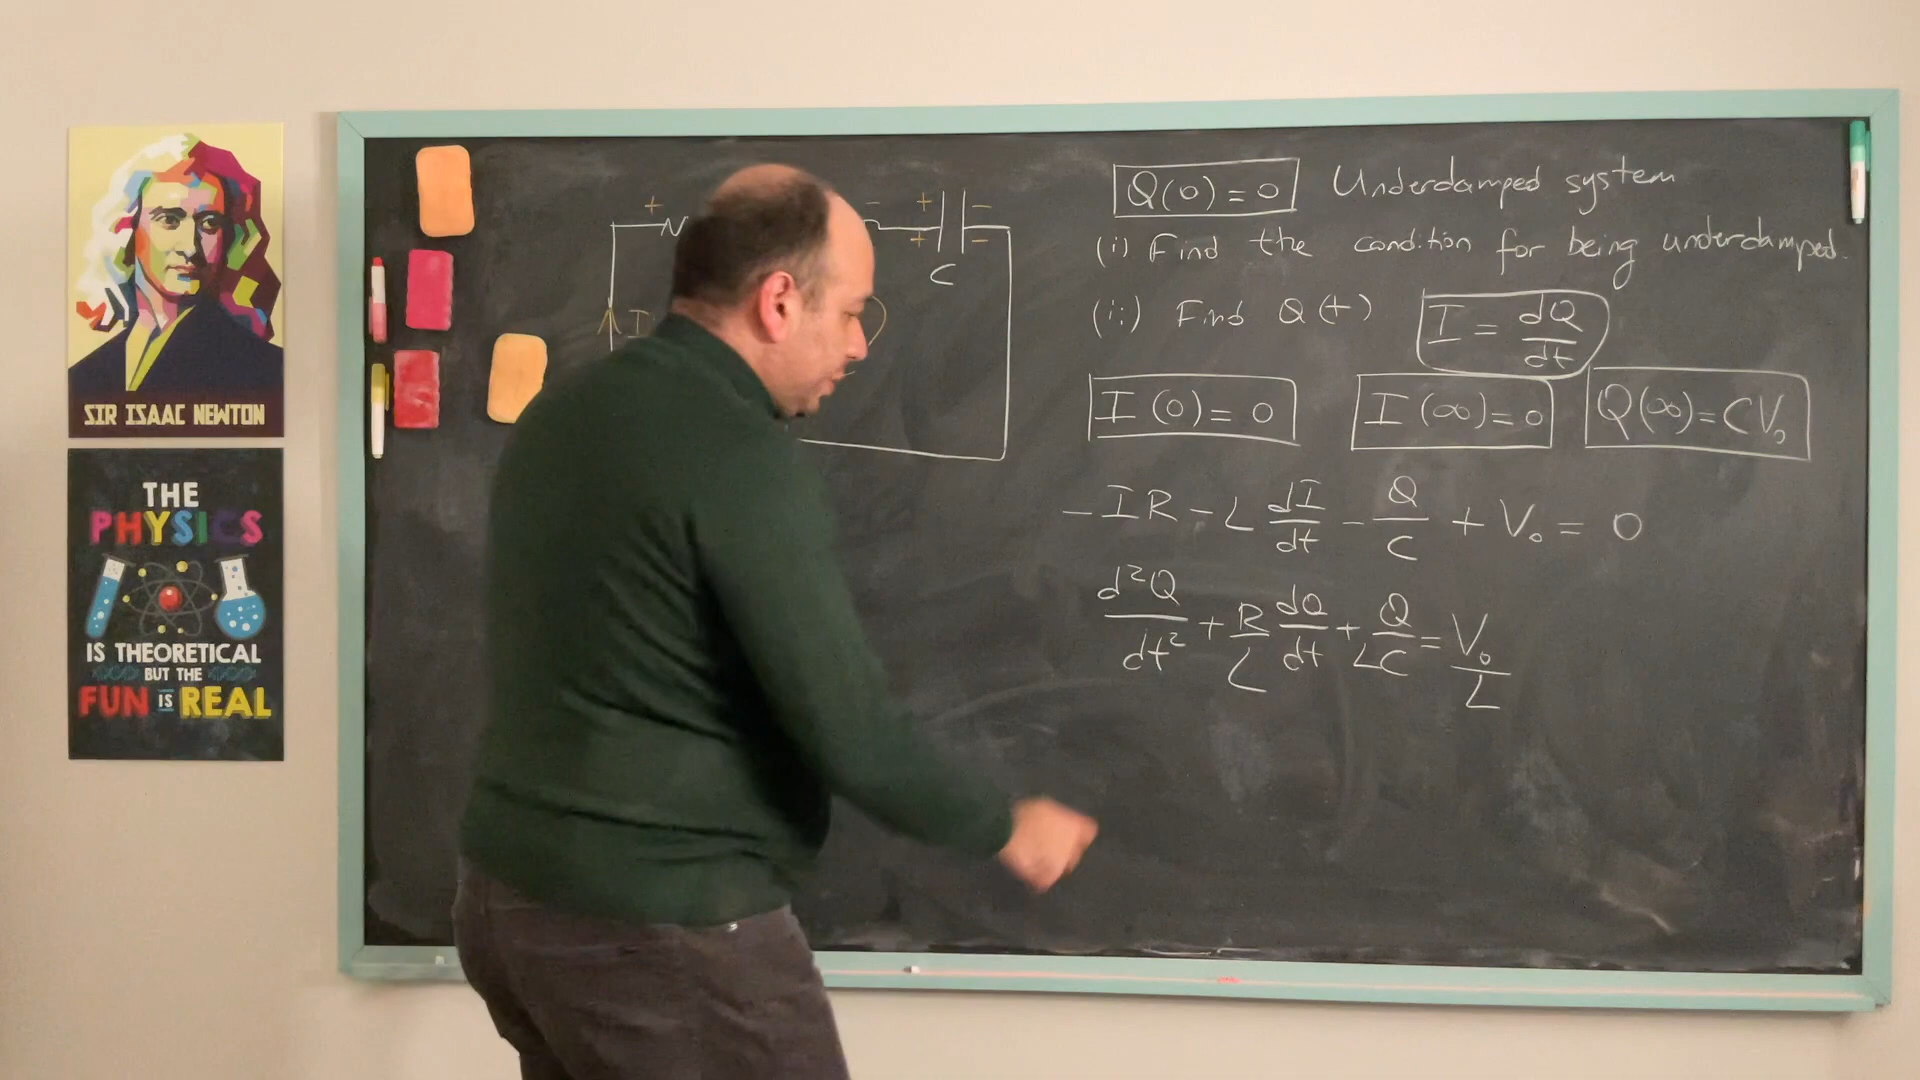 SIR ISAAC NEWTON
THE
PHYSICS
IS THEORETICAL
BUT THE
FUN IS REAL
+ - + -
+ -
C
I
Q(0) = 0 Underdamped system
(i) Find the condition for being underdamped.
(ii) Find Q(t) I = dQ/dt
I(0) = 0 I(∞) = 0 Q(∞) = CV₀
-IR - L dI/dt - Q/C + V₀ = 0
d²Q/dt² + R/L dQ/dt + Q/LC = V₀/L